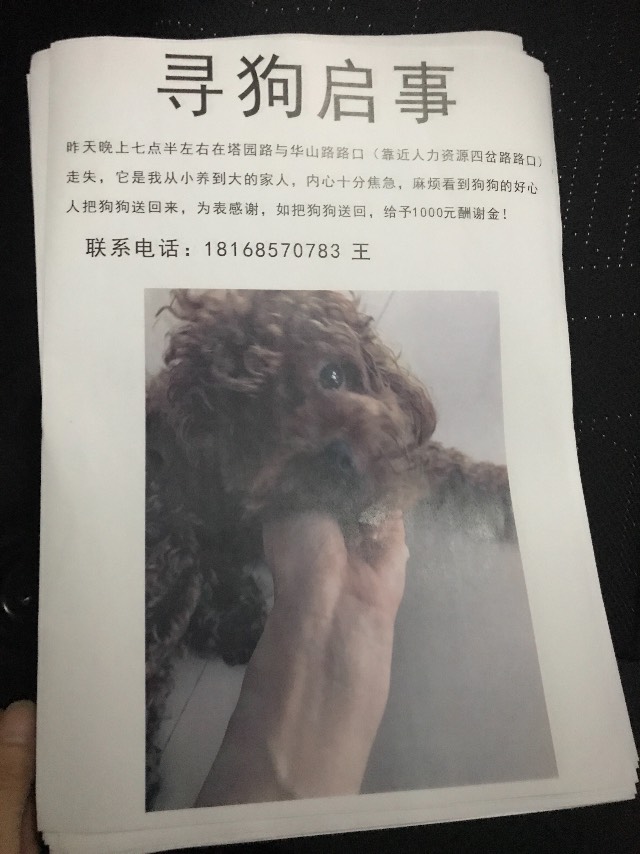 寻狗启事
昨天晚上七点半左右在塔园路与华山路路口（靠近人力资源四岔路路口）
走失，它是我从小养到大的家人，内心十分焦急，麻烦看到狗狗的好心
人把狗狗送回来，为表感谢，如把狗狗送回，给予1000元酬谢金！
联系电话：18168570783 王